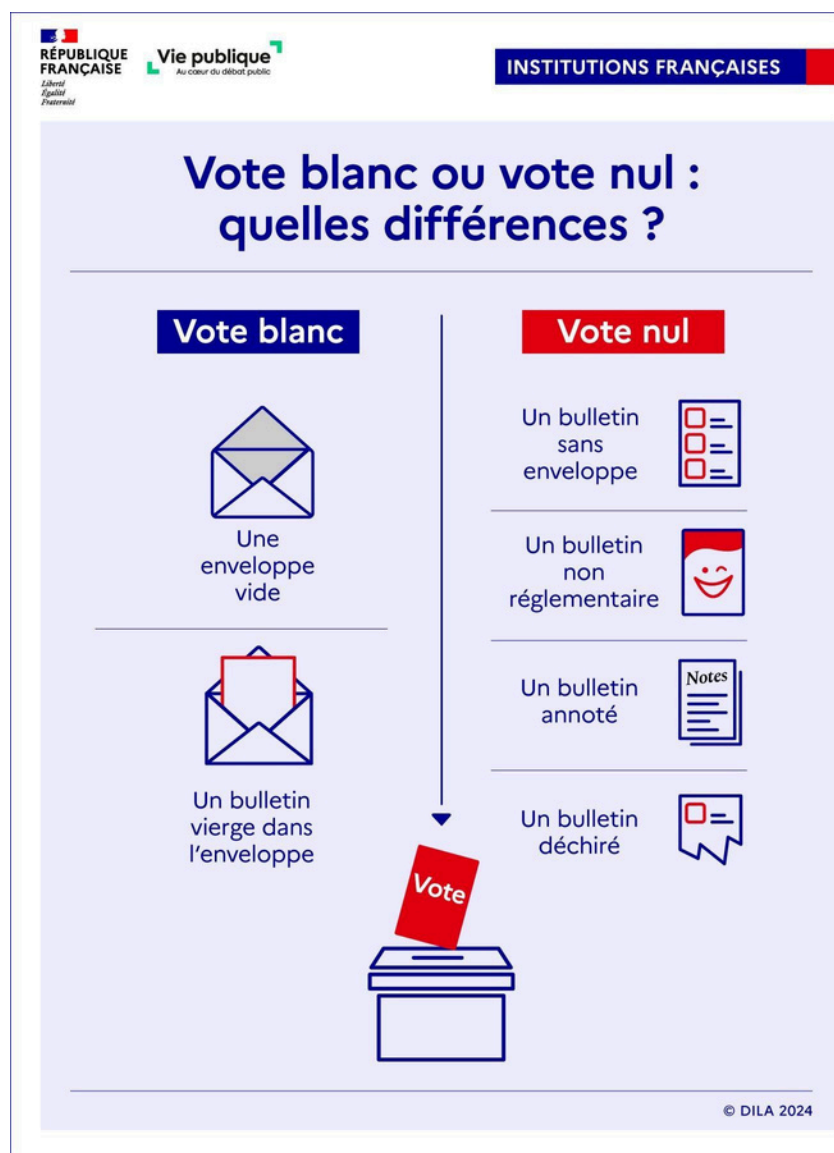 RÉPUBLIQUE
FRANÇAISE
Liberté
Égalité
Fraternité
Vie publique
Au cœur du débat public
INSTITUTIONS FRANÇAISES
Vote blanc ou vote nul :
quelles différences ?
Vote blanc
Une
enveloppe
vide
Un bulletin
vierge dans
l'enveloppe
Vote nul
Un bulletin
sans
enveloppe
Un bulletin
non
réglementaire
Un bulletin
annoté
Notes
Un bulletin
déchiré
Vote
© DILA 2024